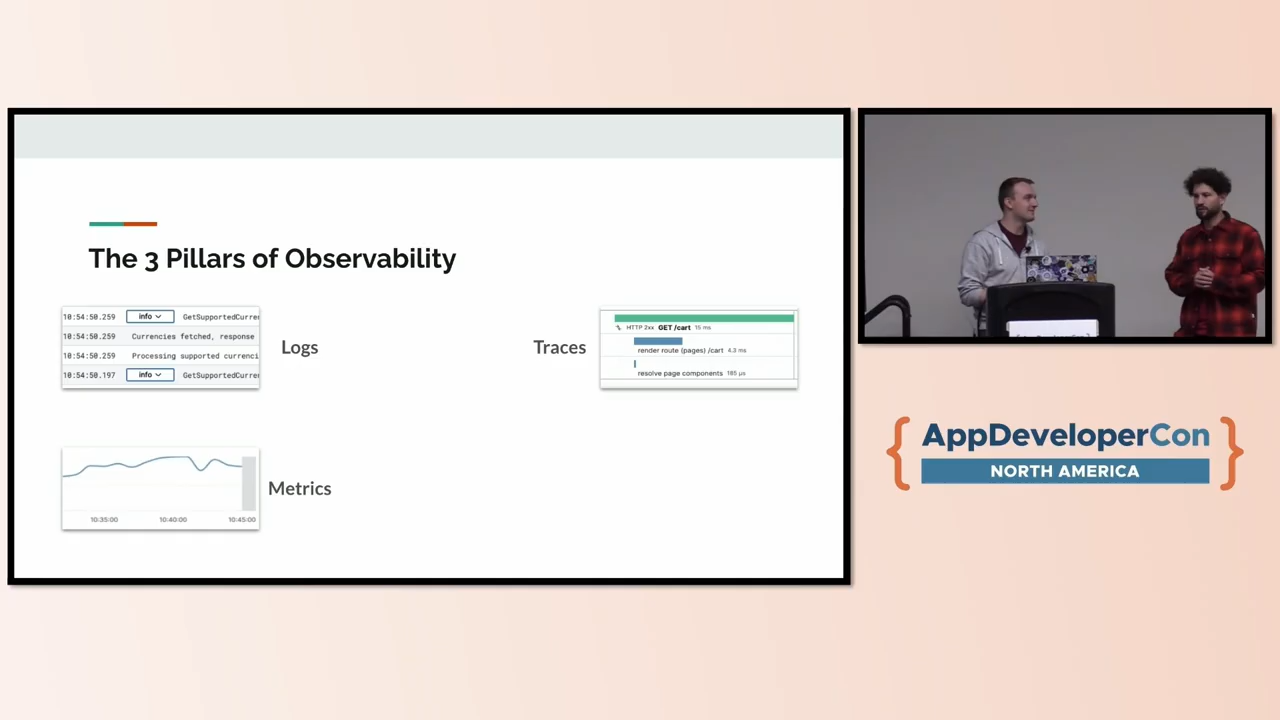 The 3 Pillars of Observability
10:54:50.259 info GetSupportedCurre
10:54:50.259 Currencies fetched, response
10:54:50.259 Processing supported currenci
10:54:50.197 info GetSupportedCurre
Logs
Traces
HTTP 2xx GET /cart 15 ms
render route (pages) /cart 4.3 ms
resolve page components 185 µs
10:35:00 10:40:00 10:45:00
Metrics
{ AppDeveloperCon }
NORTH AMERICA